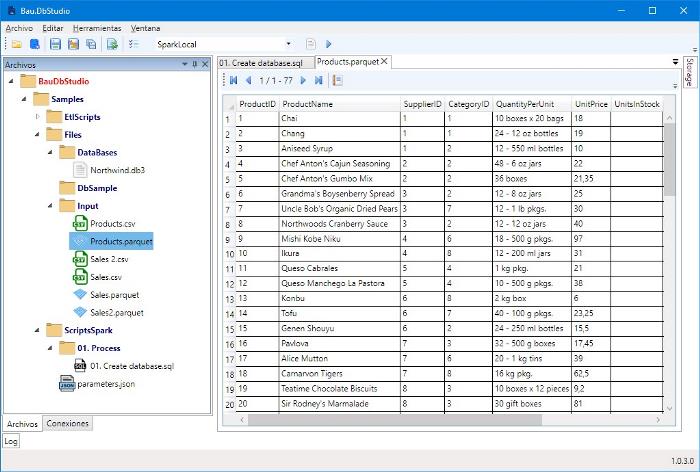 Bau.DbStudio
Archivo Editar Herramientas Ventana
SparkLocal
Archivos
BauDbStudio
Samples
EtlScripts
Files
DataBases
Northwind.db3
DbSample
Input
Products.csv
Products.parquet
Sales 2.csv
Sales.csv
Sales.parquet
Sales2.parquet
ScriptsSpark
01. Process
01. Create database.sql
parameters.json
Archivos Conexiones
Log
01. Create database.sql Products.parquet
1 / 1 - 77
ProductID ProductName SupplierID CategoryID QuantityPerUnit UnitPrice UnitsInStock
1 1 Chai 1 1 10 boxes x 20 bags 18
2 2 Chang 1 1 24 - 12 oz bottles 19
3 3 Aniseed Syrup 1 2 12 - 550 ml bottles 10
4 4 Chef Anton's Cajun Seasoning 2 2 48 - 6 oz jars 22
5 5 Chef Anton's Gumbo Mix 2 2 36 boxes 21,35
6 6 Grandma's Boysenberry Spread 3 2 12 - 8 oz jars 25
7 7 Uncle Bob's Organic Dried Pears 3 7 12 - 1 lb pkgs. 30
8 8 Northwoods Cranberry Sauce 3 2 12 - 12 oz jars 40
9 9 Mishi Kobe Niku 4 6 18 - 500 g pkgs. 97
10 10 Ikura 4 8 12 - 200 ml jars 31
11 11 Queso Cabrales 5 4 1 kg pkg. 21
12 12 Queso Manchego La Pastora 5 4 10 - 500 g pkgs. 38
13 13 Konbu 6 8 2 kg box 6
14 14 Tofu 6 7 40 - 100 g pkgs. 23,25
15 15 Genen Shouyu 6 2 24 - 250 ml bottles 15,5
16 16 Pavlova 7 3 32 - 500 g boxes 17,45
17 17 Alice Mutton 7 6 20 - 1 kg tins 39
18 18 Carnarvon Tigers 7 8 16 kg pkg. 62,5
19 19 Teatime Chocolate Biscuits 8 3 10 boxes x 12 pieces 9,2
20 20 Sir Rodney's Marmalade 8 3 30 gift boxes 81
Storage
1.0.3.0